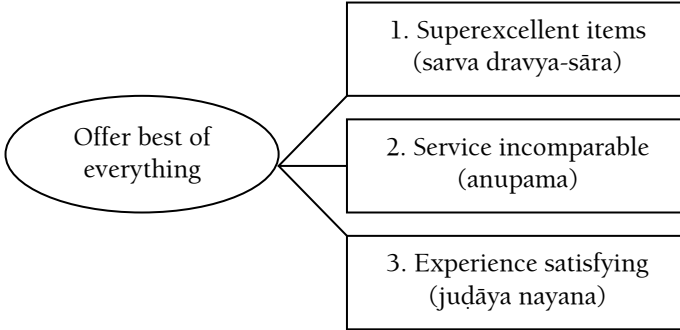 Offer best of
everything
1. Superexcellent items
(sarva dravya-sāra)
2. Service incomparable
(anupama)
3. Experience satisfying
(juḍāya nayana)